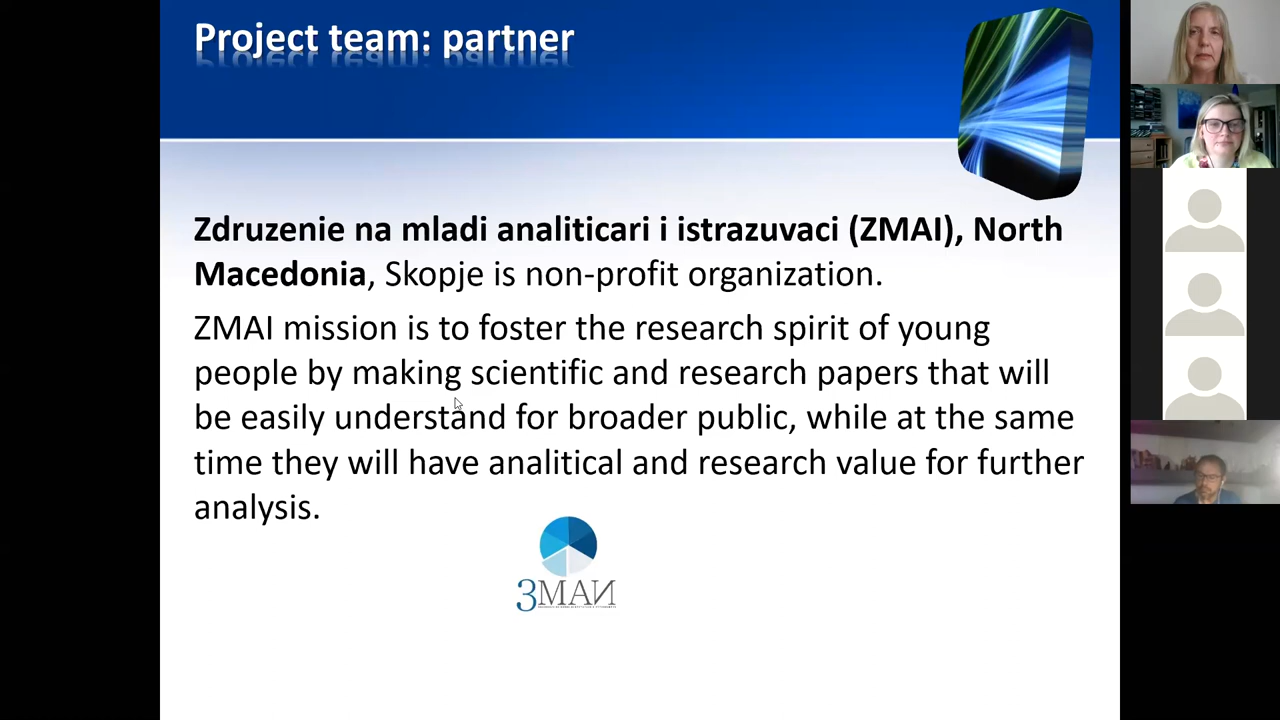 Project team: partner
Zdruzenie na mladi analiticari i istrazuvaci (ZMAI), North
Macedonia, Skopje is non-profit organization.
ZMAI mission is to foster the research spirit of young
people by making scientific and research papers that will
be easily understand for broader public, while at the same
time they will have analitical and research value for further
analysis.
ЗМАИ